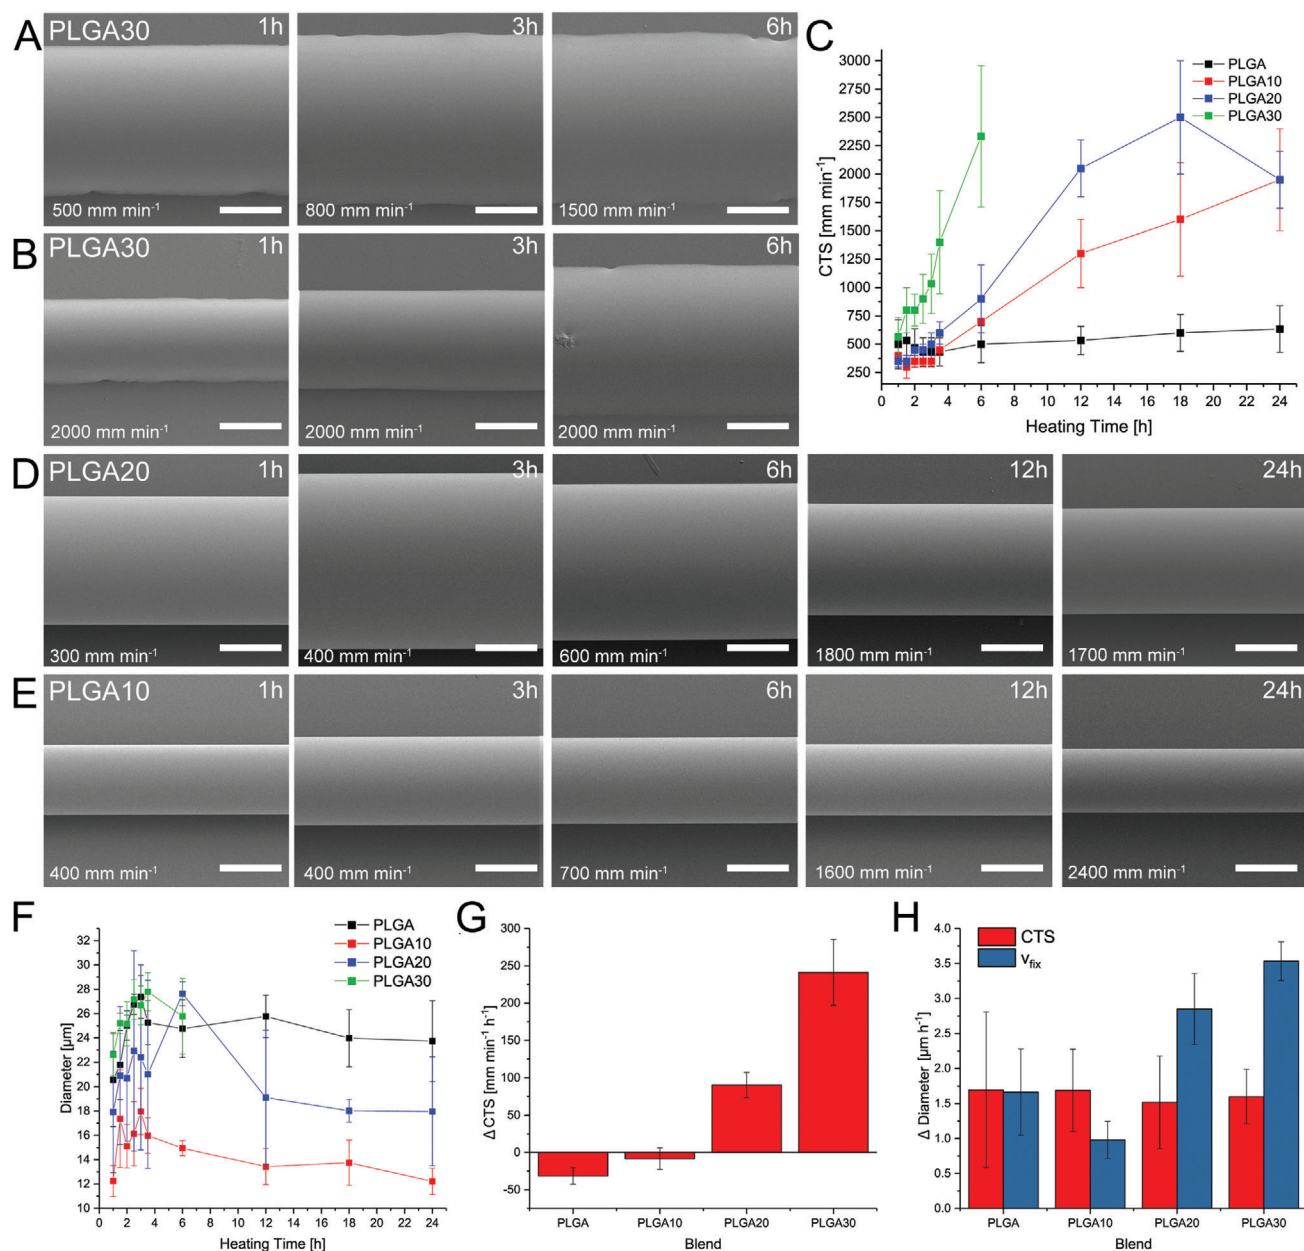 A
PLGA30 1h
500 mm min⁻¹
3h
800 mm min⁻¹
6h
1500 mm min⁻¹
B
PLGA30 1h
2000 mm min⁻¹
3h
2000 mm min⁻¹
6h
2000 mm min⁻¹
C
CTS [mm min⁻¹]
3000
2750
2500
2250
2000
1750
1500
1250
1000
750
500
250
PLGA
PLGA10
PLGA20
PLGA30
0 2 4 6 8 10 12 14 16 18 20 22 24
Heating Time [h]
D
PLGA20 1h
300 mm min⁻¹
3h
400 mm min⁻¹
6h
600 mm min⁻¹
12h
1800 mm min⁻¹
24h
1700 mm min⁻¹
E
PLGA10 1h
400 mm min⁻¹
3h
400 mm min⁻¹
6h
700 mm min⁻¹
12h
1600 mm min⁻¹
24h
2400 mm min⁻¹
F
Diameter [µm]
33
32
30
28
26
24
22
20
18
16
14
12
10
PLGA
PLGA10
PLGA20
PLGA30
0 2 4 6 8 10 12 14 16 18 20 22 24
Heating Time [h]
G
Δ CTS [mm min⁻¹ h⁻¹]
300
250
200
150
100
50
0
-50
PLGA PLGA10 PLGA20 PLGA30
Blend
H
Δ Diameter [µm h⁻¹]
4.0
3.5
3.0
2.5
2.0
1.5
1.0
0.5
0.0
CTS
vfix
PLGA PLGA10 PLGA20 PLGA30
Blend